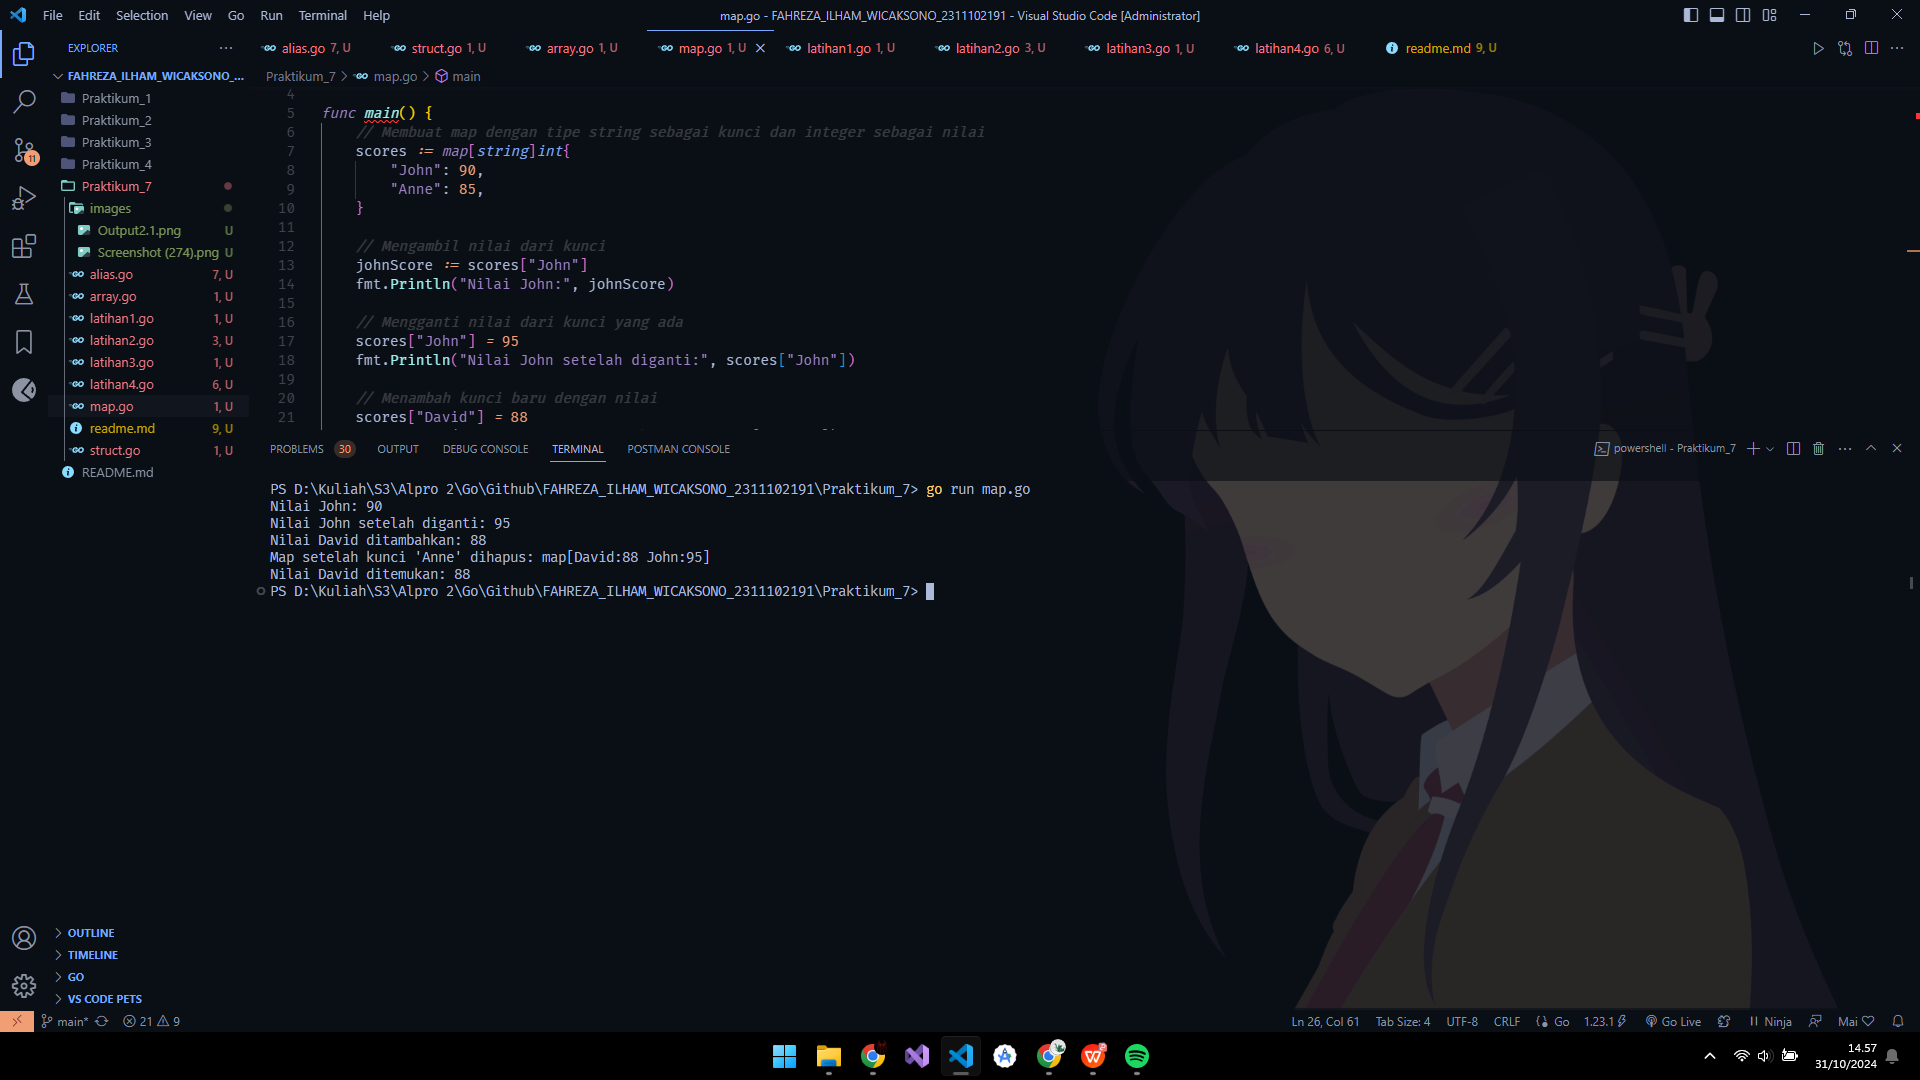 File Edit Selection View Go Run Terminal Help
map.go - FAHREZA_ILHAM_WICAKSONO_2311102191 - Visual Studio Code [Administrator]
EXPLORER
alias.go 7, U
struct.go 1, U
array.go 1, U
map.go 1, U
latihan1.go 1, U
latihan2.go 3, U
latihan3.go 1, U
latihan4.go 6, U
readme.md 9, U
FAHREZA_ILHAM_WICAKSONO_...
Praktikum_7 > map.go > main
Praktikum_1
Praktikum_2
Praktikum_3
Praktikum_4
Praktikum_7
images
Output2.1.png U
Screenshot (274).png U
alias.go 7, U
array.go 1, U
latihan1.go 1, U
latihan2.go 3, U
latihan3.go 1, U
latihan4.go 6, U
map.go 1, U
readme.md 9, U
struct.go 1, U
README.md
11
4
5 func main() {
6 // Membuat map dengan tipe string sebagai kunci dan integer sebagai nilai
7 scores := map[string]int{
8 "John": 90,
9 "Anne": 85,
10 }
11
12 // Mengambil nilai dari kunci
13 johnScore := scores["John"]
14 fmt.Println("Nilai John:", johnScore)
15
16 // Mengganti nilai dari kunci yang ada
17 scores["John"] = 95
18 fmt.Println("Nilai John setelah diganti:", scores["John"])
19
20 // Menambah kunci baru dengan nilai
21 scores["David"] = 88
PROBLEMS 30 OUTPUT DEBUG CONSOLE TERMINAL POSTMAN CONSOLE
powershell - Praktikum_7
PS D:\Kuliah\S3\Alpro 2\Go\Github\FAHREZA_ILHAM_WICAKSONO_2311102191\Praktikum_7> go run map.go
Nilai John: 90
Nilai John setelah diganti: 95
Nilai David ditambahkan: 88
Map setelah kunci 'Anne' dihapus: map[David:88 John:95]
Nilai David ditemukan: 88
PS D:\Kuliah\S3\Alpro 2\Go\Github\FAHREZA_ILHAM_WICAKSONO_2311102191\Praktikum_7>
OUTLINE
TIMELINE
GO
VS CODE PETS
main* 21 9
Ln 26, Col 61 Tab Size: 4 UTF-8 CRLF Go 1.23.1 Go Live Ninja Mai
14.57
31/10/2024